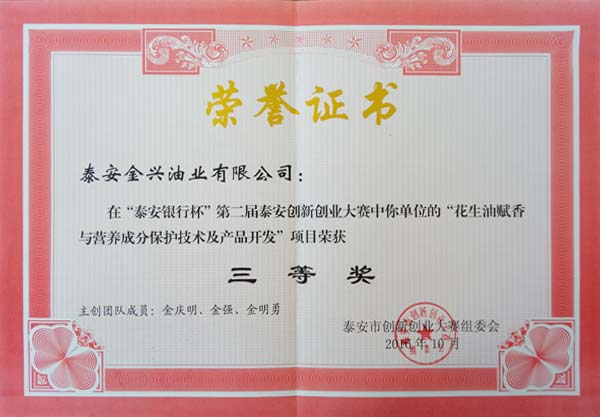 荣誉证书
泰安金兴油业有限公司：
在“泰安银行杯”第二届泰安创新创业大赛中你单位的“花生油赋香
与营养成分保护技术及产品开发”项目荣获
三等奖
主创团队成员：金庆明、金强、金明勇
泰安市创新创业大赛组委会
2016年10月